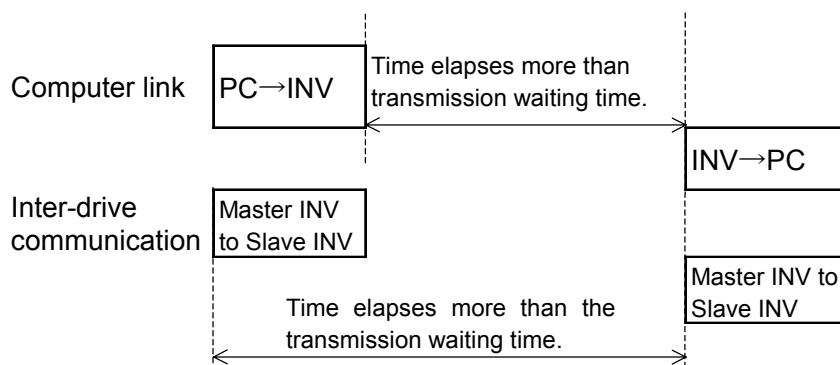 Computer link
PC→INV
Time elapses more than
transmission waiting time.
INV→PC
Inter-drive
communication
Master INV
to Slave INV
Master INV to
Slave INV
Time elapses more than the
transmission waiting time.